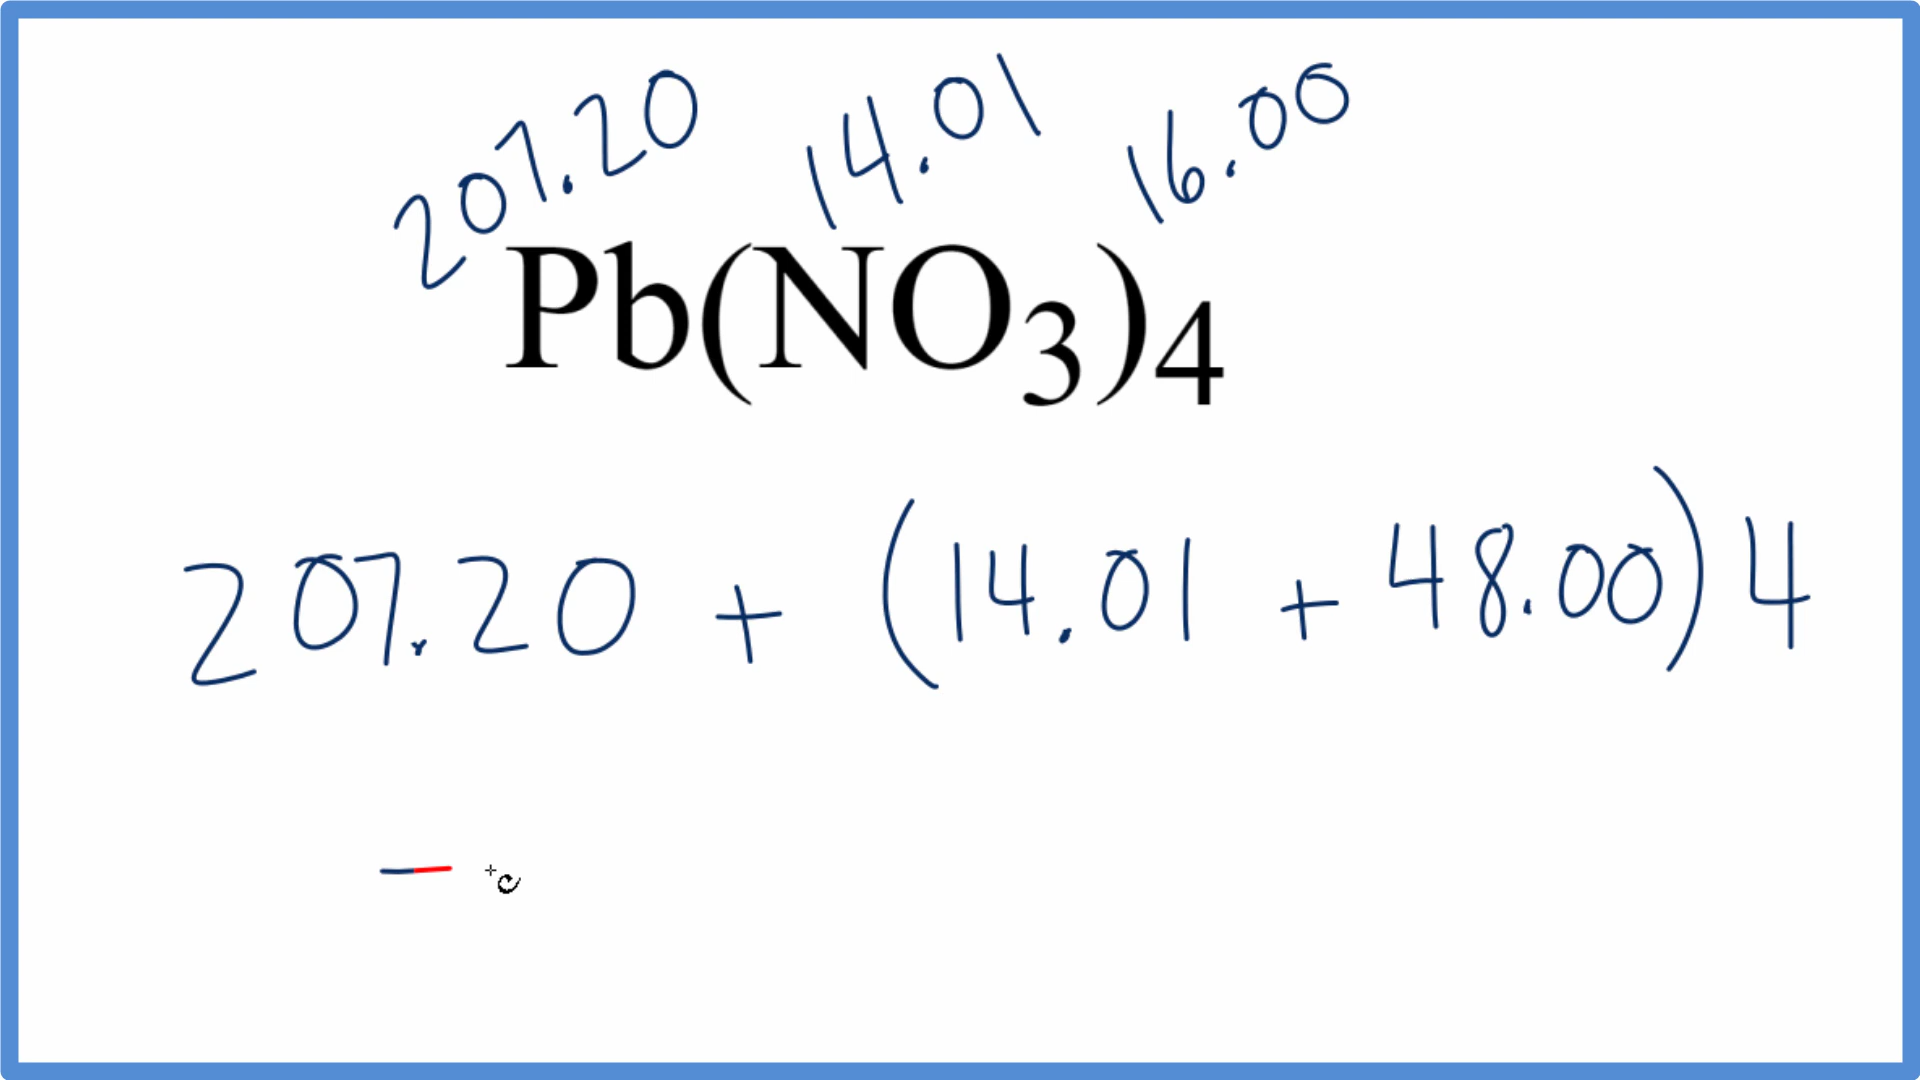 207.20 14.01 16.00
Pb(NO₃)₄
207.20 + (14.01 + 48.00)4